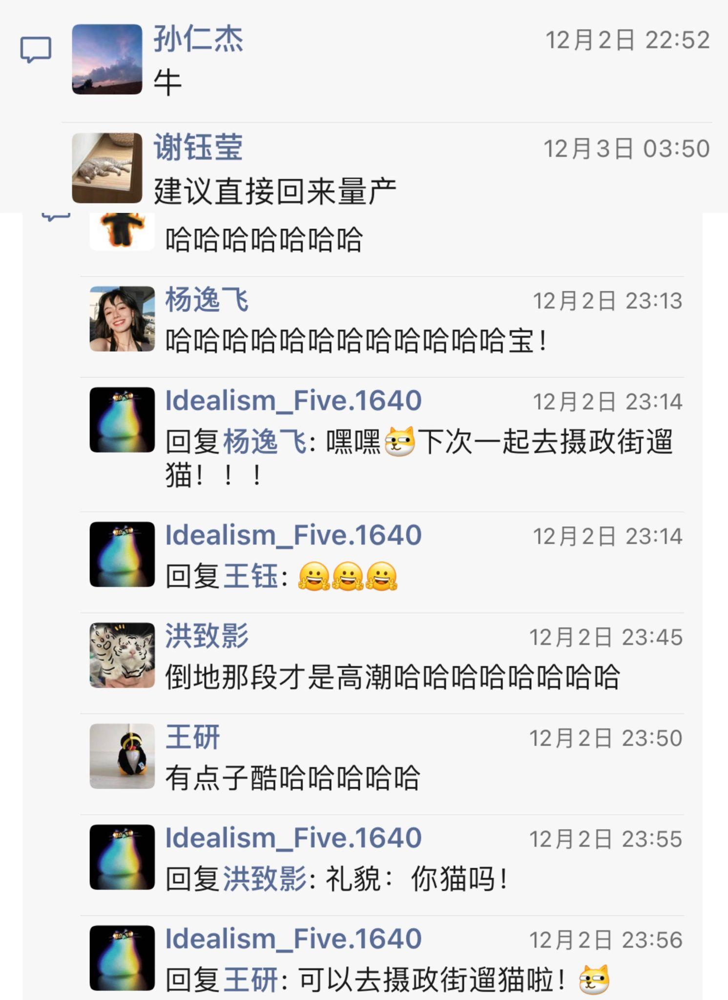 孙仁杰
12月2日 22:52
牛
谢钰莹
12月3日 03:50
建议直接回来量产
哈哈哈哈哈哈哈
杨逸飞
12月2日 23:13
哈哈哈哈哈哈哈哈哈哈哈哈宝！
Idealism_Five.1640
12月2日 23:14
回复杨逸飞: 嘿嘿下次一起去摄政街遛
猫！！！
Idealism_Five.1640
12月2日 23:14
回复王钰: 
洪致影
12月2日 23:45
倒地那段才是高潮哈哈哈哈哈哈哈哈
王研
12月2日 23:50
有点子酷哈哈哈哈哈
Idealism_Five.1640
12月2日 23:55
回复洪致影: 礼貌：你猫吗！
Idealism_Five.1640
12月2日 23:56
回复王研: 可以去摄政街遛猫啦！